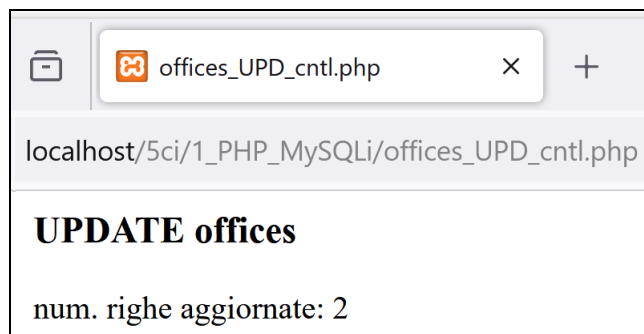 offices_UPD_cntl.php
localhost/5ci/1_PHP_MySQLi/offices_UPD_cntl.php
UPDATE offices
num. righe aggiornate: 2